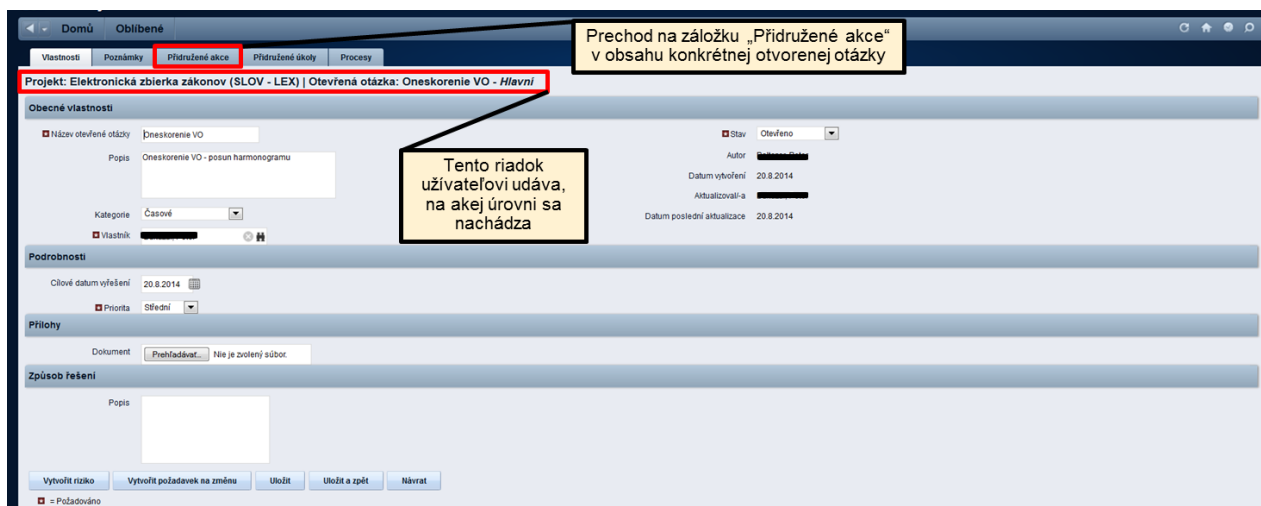 Domů Oblíbené
Prechod na záložku „Přidružené akce“
v obsahu konkrétnej otvorenej otázky
Vlastnosti Poznámky Přidružené akce Přidružené úkoly Procesy
Projekt: Elektronická zbierka zákonov (SLOV - LEX) | Otevřená otázka: Oneskorenie VO - Hlavní
Obecné vlastnosti
Název otevřené otázky Oneskorenie VO
Stav Otevřeno
Popis Oneskorenie VO - posun harmonogramu
Autor
Datum vytvoření 20.8.2014
Aktualizoval/-a
Datum poslední aktualizace 20.8.2014
Tento riadok
užívateľovi udáva,
na akej úrovni sa
nachádza
Kategorie Časové
Vlastník
Podrobnosti
Cílové datum vyřešení 20.8.2014
Priorita Střední
Přílohy
Dokument Prehľadávať... Nie je zvolený súbor.
Způsob řešení
Popis
Vytvořit riziko Vytvořit požadavek na změnu Uložit Uložit a zpět Návrat
= Požadováno